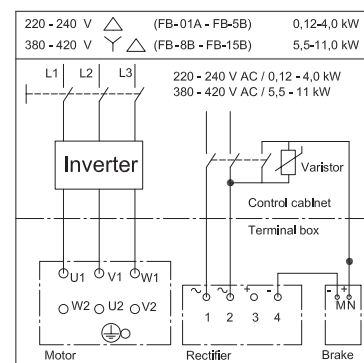 220 - 240 V (FB-01A - FB-5B) 0,12-4,0 kW
380 - 420 V (FB-8B - FB-15B) 5,5-11,0 kW
L1 L2 L3
220 - 240 V AC / 0,12 - 4,0 kW
380 - 420 V AC / 5,5 - 11 kW
Inverter
Varistor
Control cabinet
Terminal box
U1 V1 W1
W2 U2 V2
~ ~ + -
1 2 3 4
- +
M N
Motor Rectifier Brake